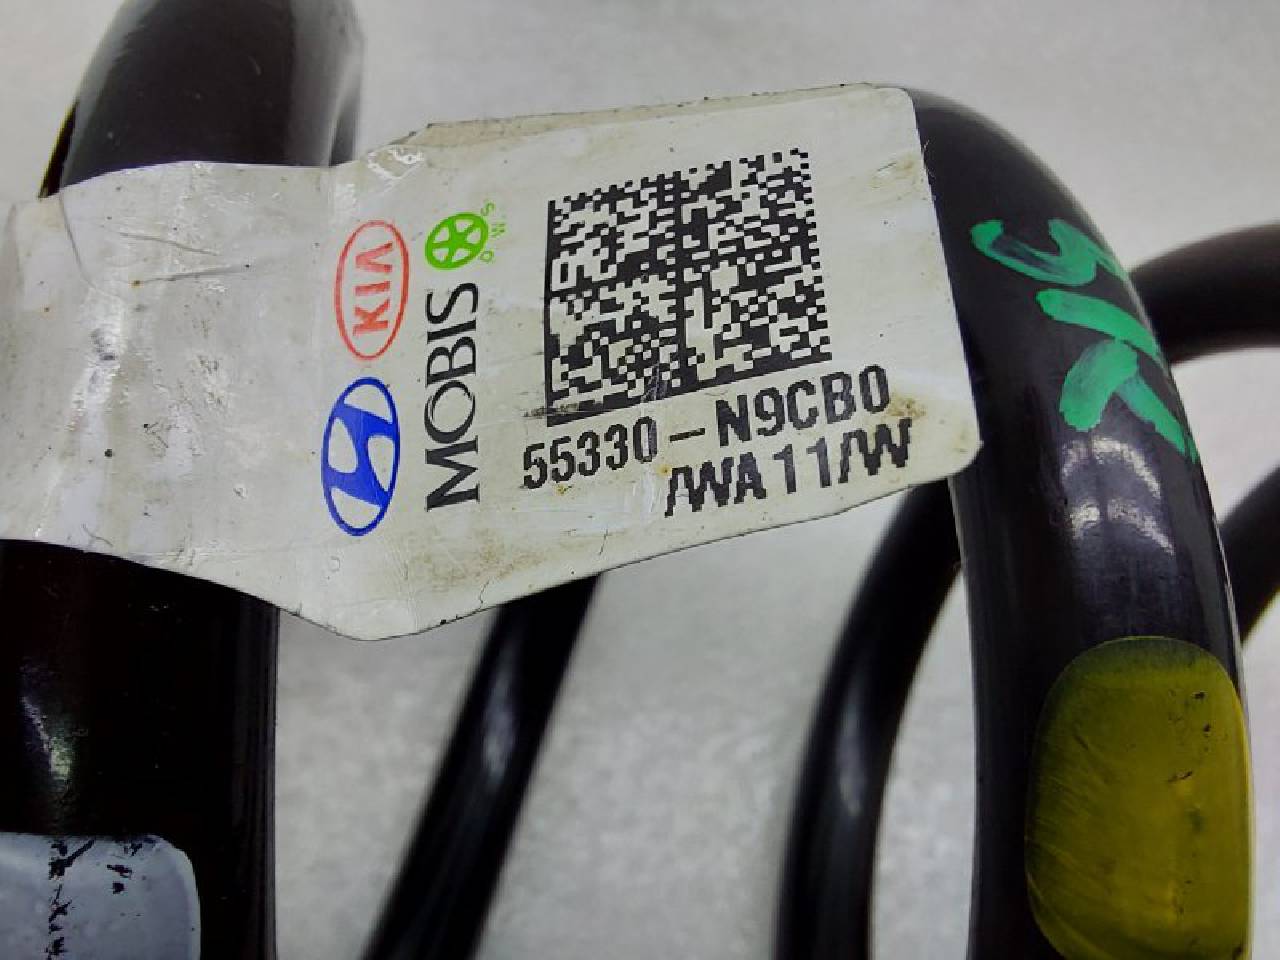 KIA
D.W.S
MOBIS
55330-N9CB0
/WA11/W